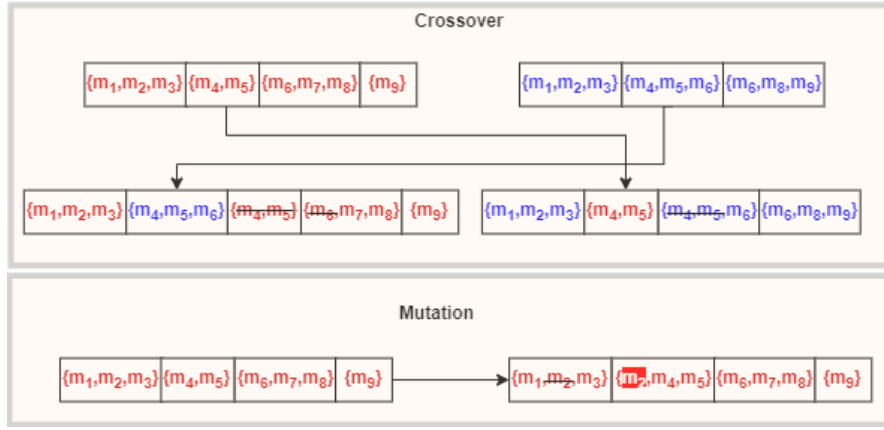 Crossover
{m1,m2,m3} {m4,m5} {m6,m7,m8} {m9} {m1,m2,m3} {m4,m5,m6} {m6,m8,m9}
{m1,m2,m3} {m4,m5,m6} {m4,m5} {m6,m7,m8} {m9} {m1,m2,m3} {m4,m5} {m4,m5,m6} {m6,m8,m9}
Mutation
{m1,m2,m3} {m4,m5} {m6,m7,m8} {m9} {m1,m2,m3} {m2,m4,m5} {m6,m7,m8} {m9}